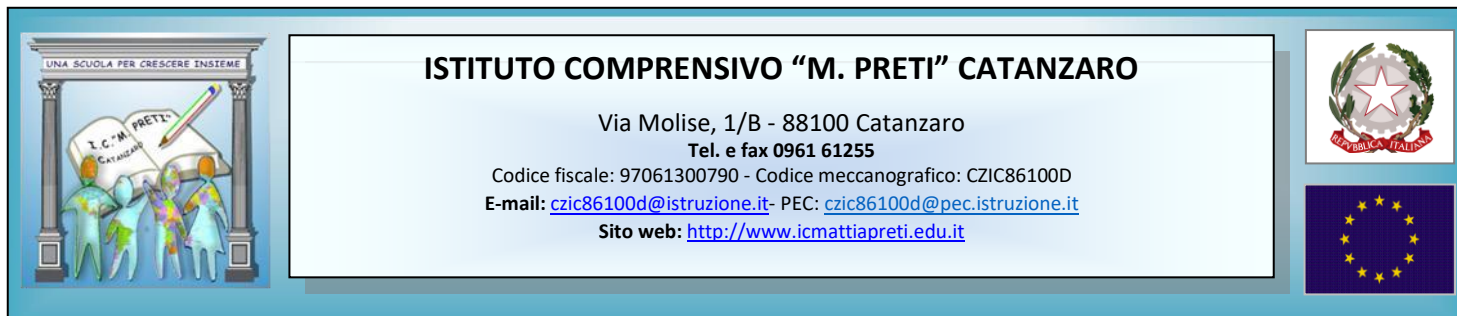 UNA SCUOLA PER CRESCERE INSIEME
I.C. "M. PRETI"
CATANZARO
ISTITUTO COMPRENSIVO “M. PRETI” CATANZARO
Via Molise, 1/B - 88100 Catanzaro
Tel. e fax 0961 61255
Codice fiscale: 97061300790 - Codice meccanografico: CZIC86100D
E-mail: czic86100d@istruzione.it- PEC: czic86100d@pec.istruzione.it
Sito web: http://www.icmattiapreti.edu.it
REPVBBLICA ITALIANA